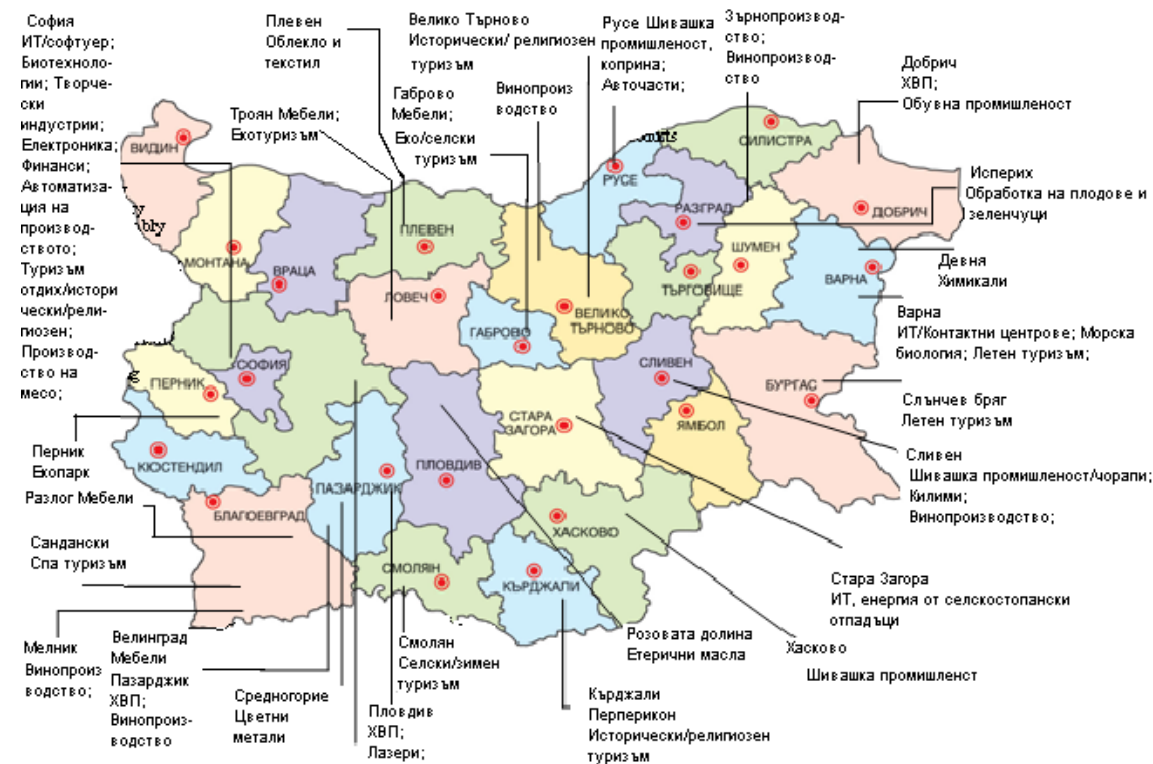 София
ИТ/софтуер;
Биотехноло-
гии; Творче-
ски
индустрии;
Електроника;
Финанси;
Автоматиза-
ция на
производ-
ството;
Туризъм
отдих/истори
чески/рели-
гиозен;
Производ-
ство на
месо;
Плевен
Облекло и
текстил
Троян Мебели;
Екотуризъм
Велико Търново
Исторически/ религиозен
туризъм
Габрово
Мебели;
Еко/селски
туризъм
Винопроиз
водство
Русе Шивашка
промишленост,
коприна;
Авточасти;
Зърнопроизвод-
ство;
Винопроизвод-
ство
Добрич
ХВП;
Обувна промишленост
Исперих
Обработка на плодове и
зеленчуци
Девня
Химикали
Варна
ИТ/Контактни центрове; Морска
биология; Летен туризъм;
Слънчев бряг
Летен туризъм
Сливен
Шивашка промишленост/чорапи;
Килими;
Винопроизводство;
Стара Загора
ИТ, енергия от селскостопански
отпадъци
Хасково
Шивашка промишленст
Розовата долина
Етерични масла
Кърджали
Перперикон
Исторически/религиозен
туризъм
Смолян
Селски/зимен
туризъм
Пловдив
ХВП;
Лазери;
Средногорие
Цветни
метали
Велинград
Мебели
Пазарджик
ХВП;
Винопроиз-
водство
Мелник
Винопроиз
водство;
Сандански
Спа туризъм
Разлог Мебели
Перник
Екопарк
ВИДИН
МОНТАНА
ВРАЦА
ПЛЕВЕН
ЛОВЕЧ
ГАБРОВО
ВЕЛИКО
ТЪРНОВО
РУСЕ
РАЗГРАД
СИЛИСТРА
ДОБРИЧ
ШУМЕН
ТЪРГОВИЩЕ
ВАРНА
СОФИЯ
ПЕРНИК
КЮСТЕНДИЛ
БЛАГОЕВГРАД
ПАЗАРДЖИК
ПЛОВДИВ
СТАРА
ЗАГОРА
СЛИВЕН
ЯМБОЛ
БУРГАС
ХАСКОВО
КЪРДЖАЛИ
СМОЛЯН